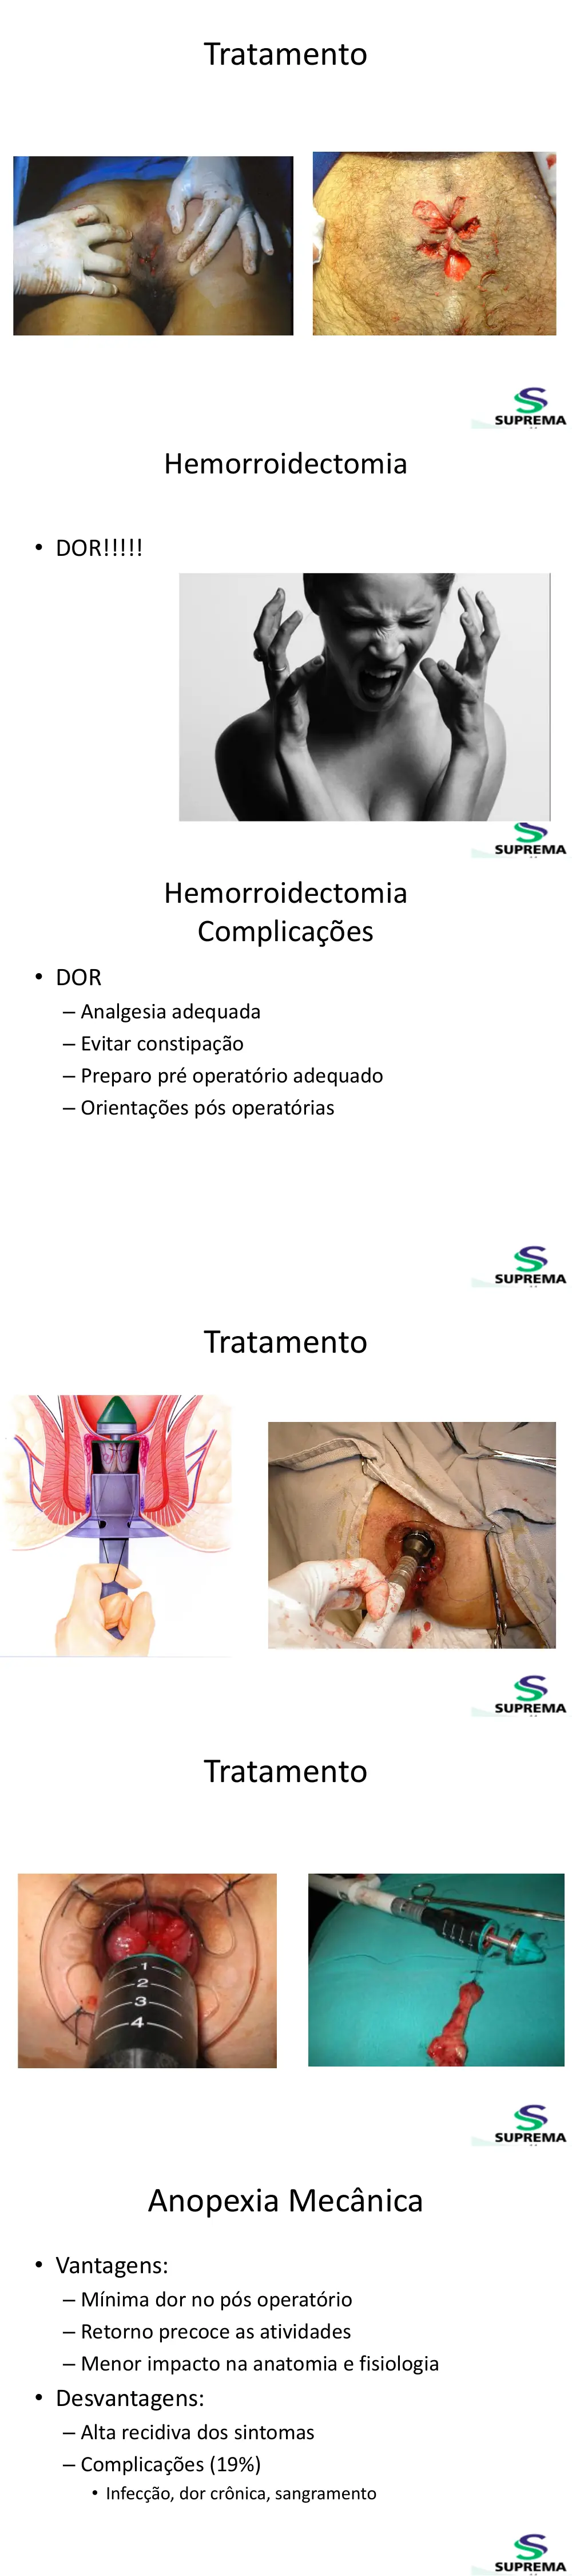 Tratamento
SUPREMA
Hemorroidectomia
• DOR!!!!!
SUPREMA
Hemorroidectomia
Complicações
• DOR
– Analgesia adequada
– Evitar constipação
– Preparo pré operatório adequado
– Orientações pós operatórias
SUPREMA
Tratamento
SUPREMA
Tratamento
1
2
3
4
SUPREMA
Anopexia Mecânica
• Vantagens:
– Mínima dor no pós operatório
– Retorno precoce as atividades
– Menor impacto na anatomia e fisiologia
• Desvantagens:
– Alta recidiva dos sintomas
– Complicações (19%)
• Infecção, dor crônica, sangramento
SUPREMA